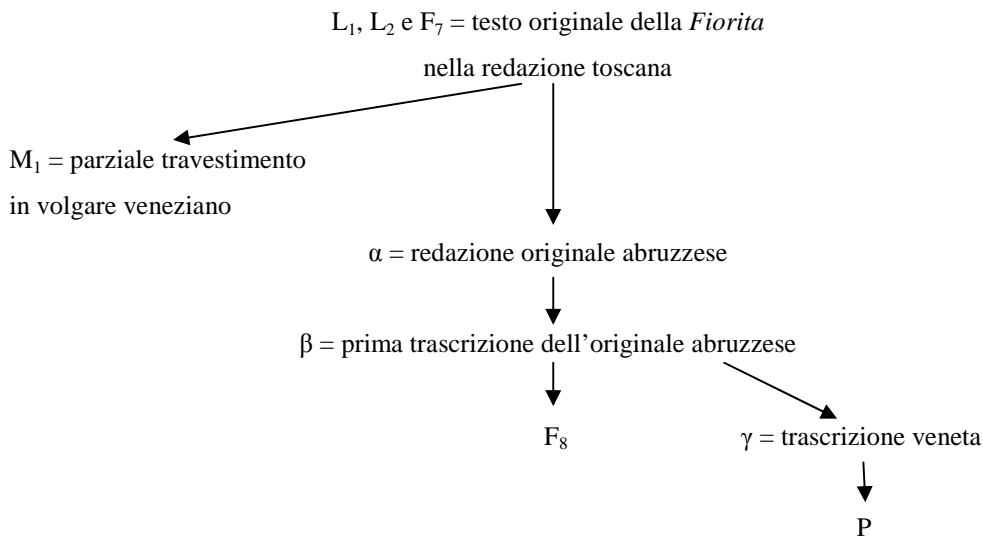 L₁, L₂ e F₇ = testo originale della Fiorita
nella redazione toscana
M₁ = parziale travestimento
in volgare veneziano
α = redazione originale abruzzese
β = prima trascrizione dell’originale abruzzese
F₈
γ = trascrizione veneta
P